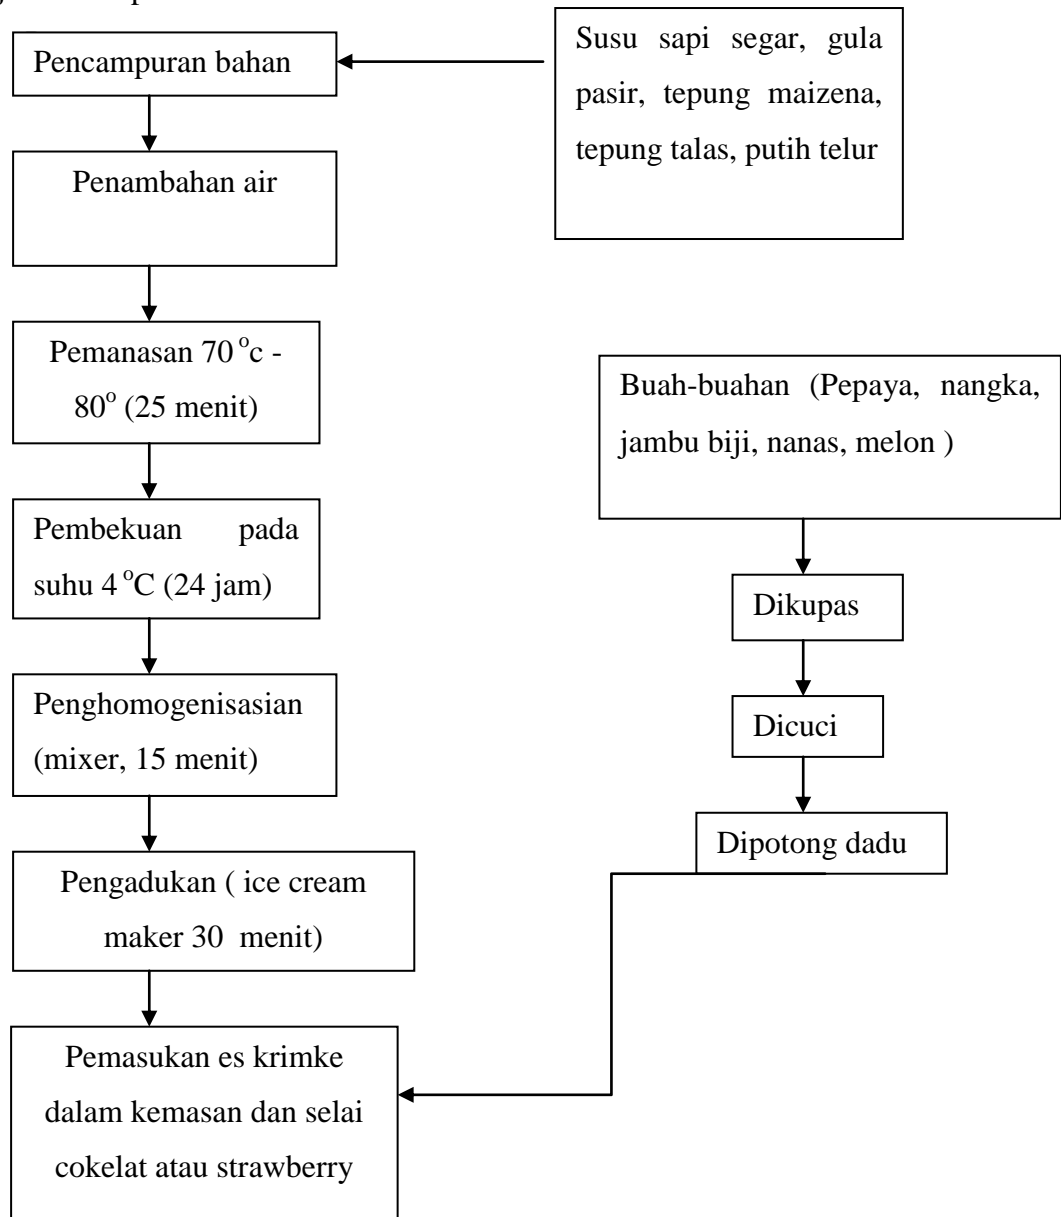 Pencampuran bahan
Susu sapi segar, gula
pasir, tepung maizena,
tepung talas, putih telur
Penambahan air
Pemanasan 70 °c -
80° (25 menit)
Pembekuan pada
suhu 4 °C (24 jam)
Penghomogenisasian
(mixer, 15 menit)
Pengadukan ( ice cream
maker 30 menit)
Buah-buahan (Pepaya, nangka,
jambu biji, nanas, melon )
Dikupas
Dicuci
Dipotong dadu
Pemasukan es krimke
dalam kemasan dan selai
cokelat atau strawberry